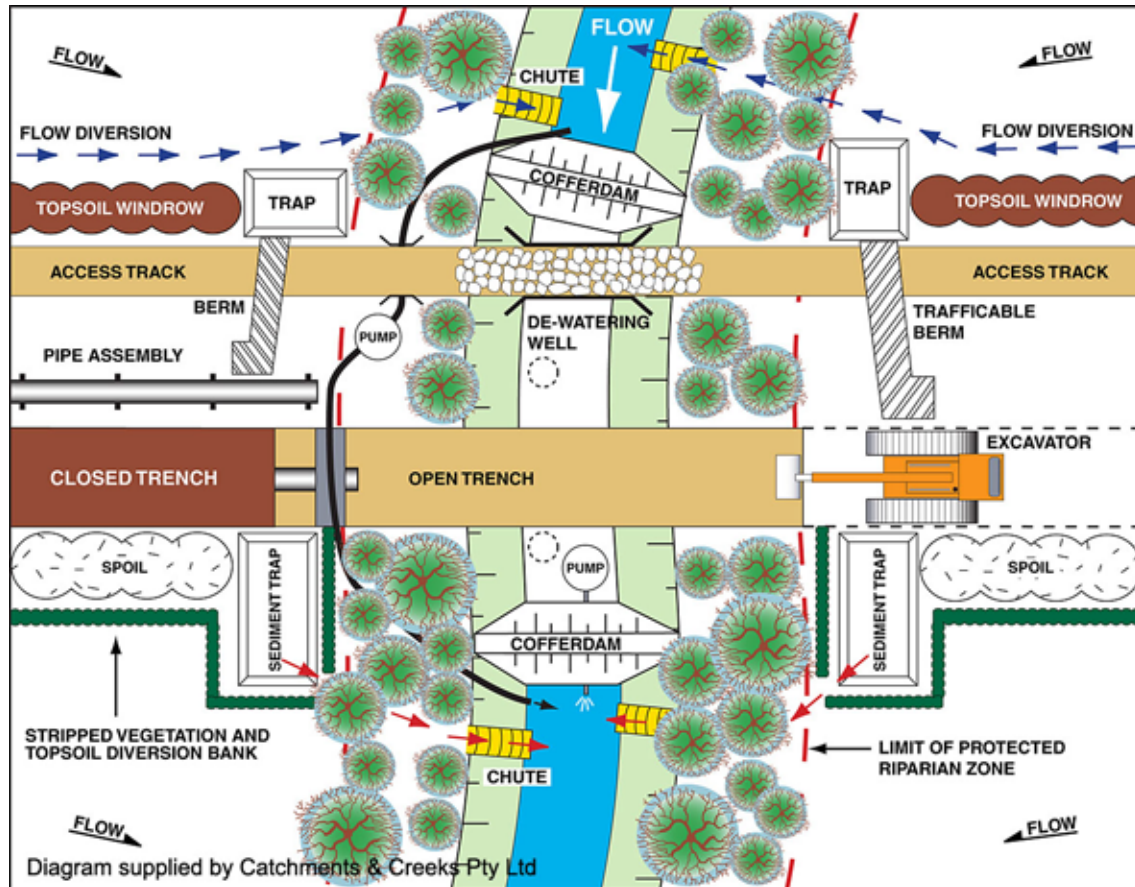 FLOW
FLOW
FLOW
CHUTE
FLOW DIVERSION
FLOW DIVERSION
COFFERDAM
TRAP
TRAP
TOPSOIL WINDROW
TOPSOIL WINDROW
ACCESS TRACK
ACCESS TRACK
BERM
DE-WATERING
WELL
TRAFFICABLE
BERM
PUMP
PIPE ASSEMBLY
EXCAVATOR
CLOSED TRENCH
OPEN TRENCH
SPOIL
SEDIMENT TRAP
PUMP
SEDIMENT TRAP
SPOIL
COFFERDAM
STRIPPED VEGETATION AND
TOPSOIL DIVERSION BANK
CHUTE
LIMIT OF PROTECTED
RIPARIAN ZONE
FLOW
FLOW
Diagram supplied by Catchments & Creeks Pty Ltd